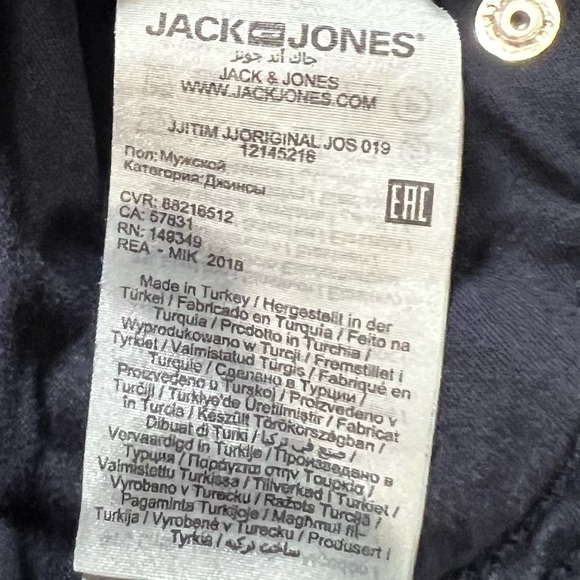 JACK & JONES®
جاك أند جونز
JACK & JONES
WWW.JACKJONES.COM
JJITIM JJORIGINAL JOS 019
12145218
Пол: Мужской
Категория: Джинсы
EAC
CVR: 88216512
CA: 57831
RN: 149349
REA - MIK 2018
Made in Turkey / Hergestellt in der
Türkei / Fabricado en Turquía / Feito na
Turquia / Prodotto in Turchia /
Wyprodukowano w Turcji / Fremstillet i
Tyrkiet / Valmistatud Türgis / Fabriqué en
Turquie / Сделано в Турции /
Proizvedeno u Turskoj / Proizvedeno v
Turčiji / Türkiye'de Üretilmiştir / Fabricat
în Turcia / Készült Törökországban /
Dibuat di Turki / صنع في تركيا /
Vervaardigd in Turkije / Произведено в
Турция / Παράγεται στην Τουρκία /
Valmistettu Turkissa / Tillverkad i Turkiet /
Vyrobano v Turecku / Ražots Turcijā /
Pagaminta Turkijoje / Magħmul fil-
Turkija / Vyrobené v Turecku / Produsert i
Tyrkia / ساخت ترکیه